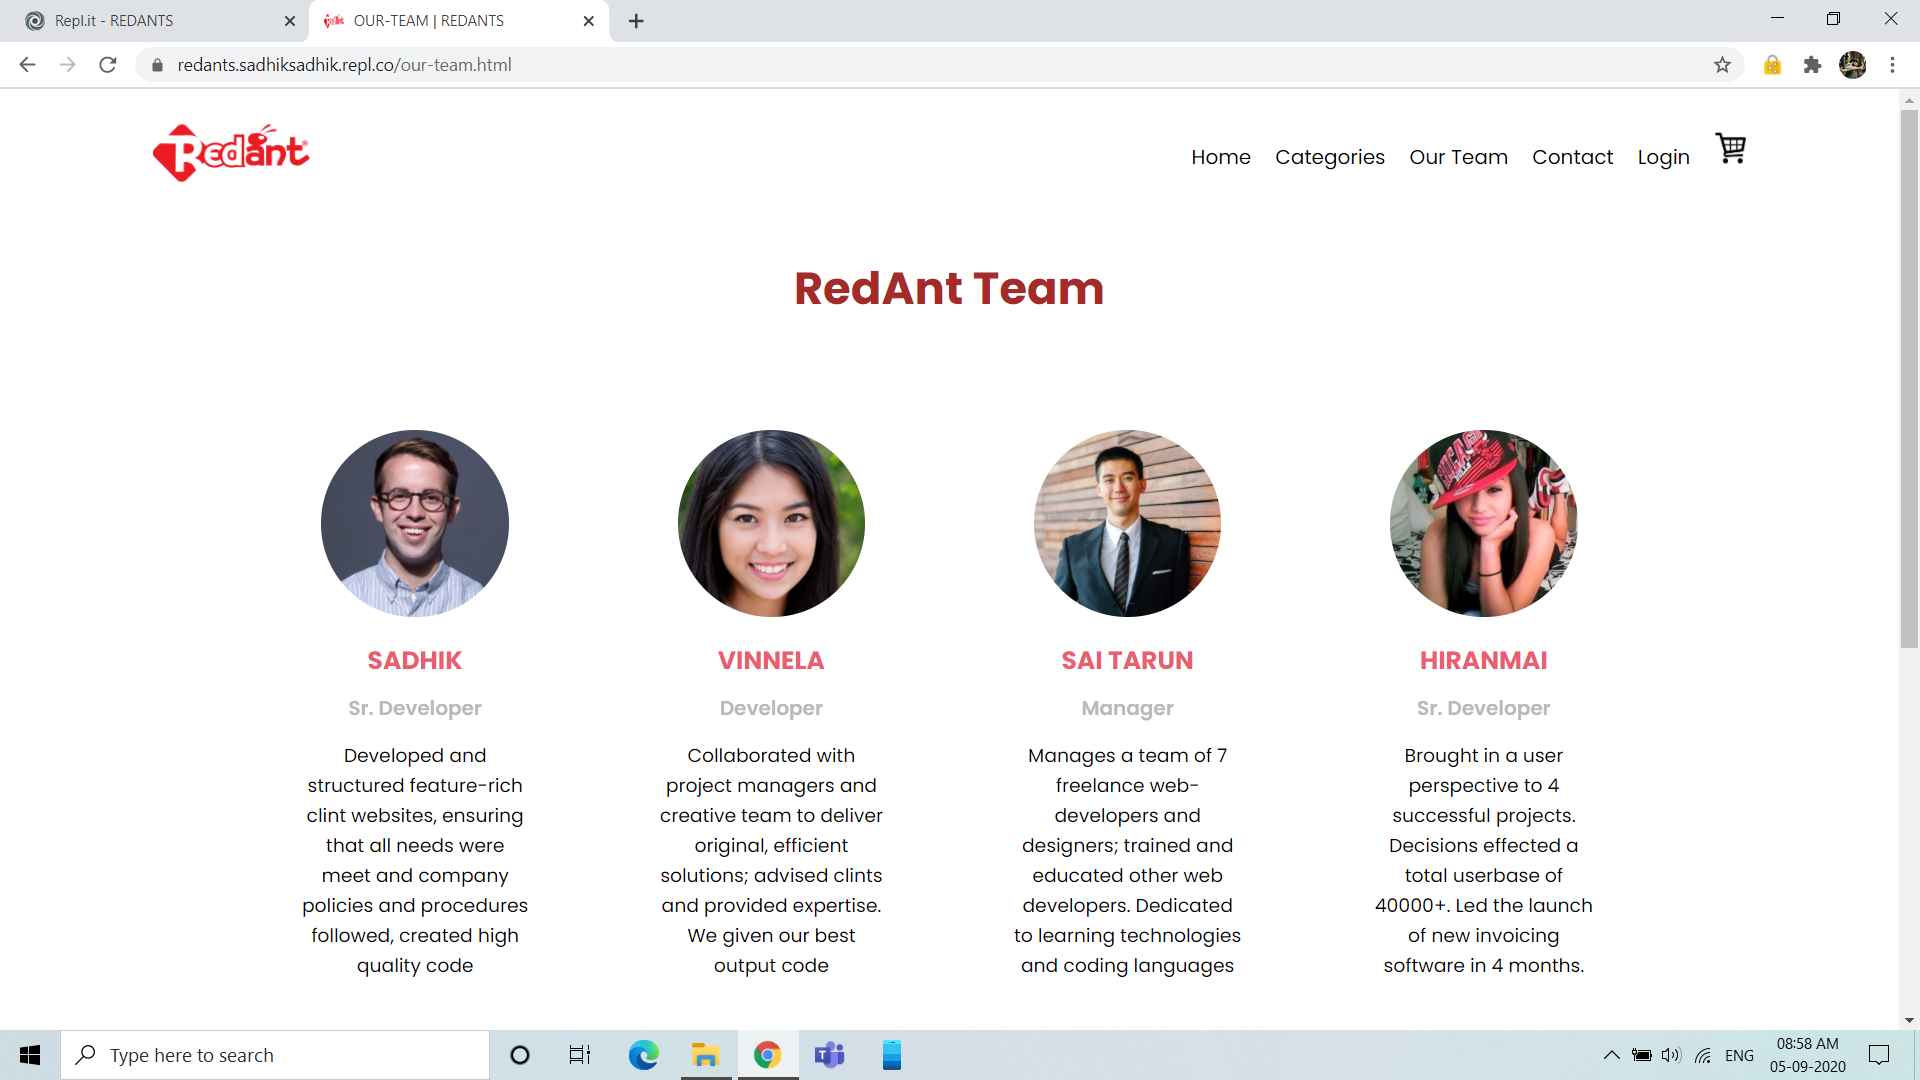 Repl.it - REDANTS
OUR-TEAM | REDANTS
redants.sadhiksadhik.repl.co/our-team.html
RedAnt
Home Categories Our Team Contact Login
RedAnt Team
SADHIK
Sr. Developer
Developed and
structured feature-rich
clint websites, ensuring
that all needs were
meet and company
policies and procedures
followed, created high
quality code
VINNELA
Developer
Collaborated with
project managers and
creative team to deliver
original, efficient
solutions; advised clints
and provided expertise.
We given our best
output code
SAI TARUN
Manager
Manages a team of 7
freelance web-
developers and
designers; trained and
educated other web
developers. Dedicated
to learning technologies
and coding languages
HIRANMAI
Sr. Developer
Brought in a user
perspective to 4
successful projects.
Decisions effected a
total userbase of
40000+. Led the launch
of new invoicing
software in 4 months.
Type here to search
ENG
08:58 AM
05-09-2020